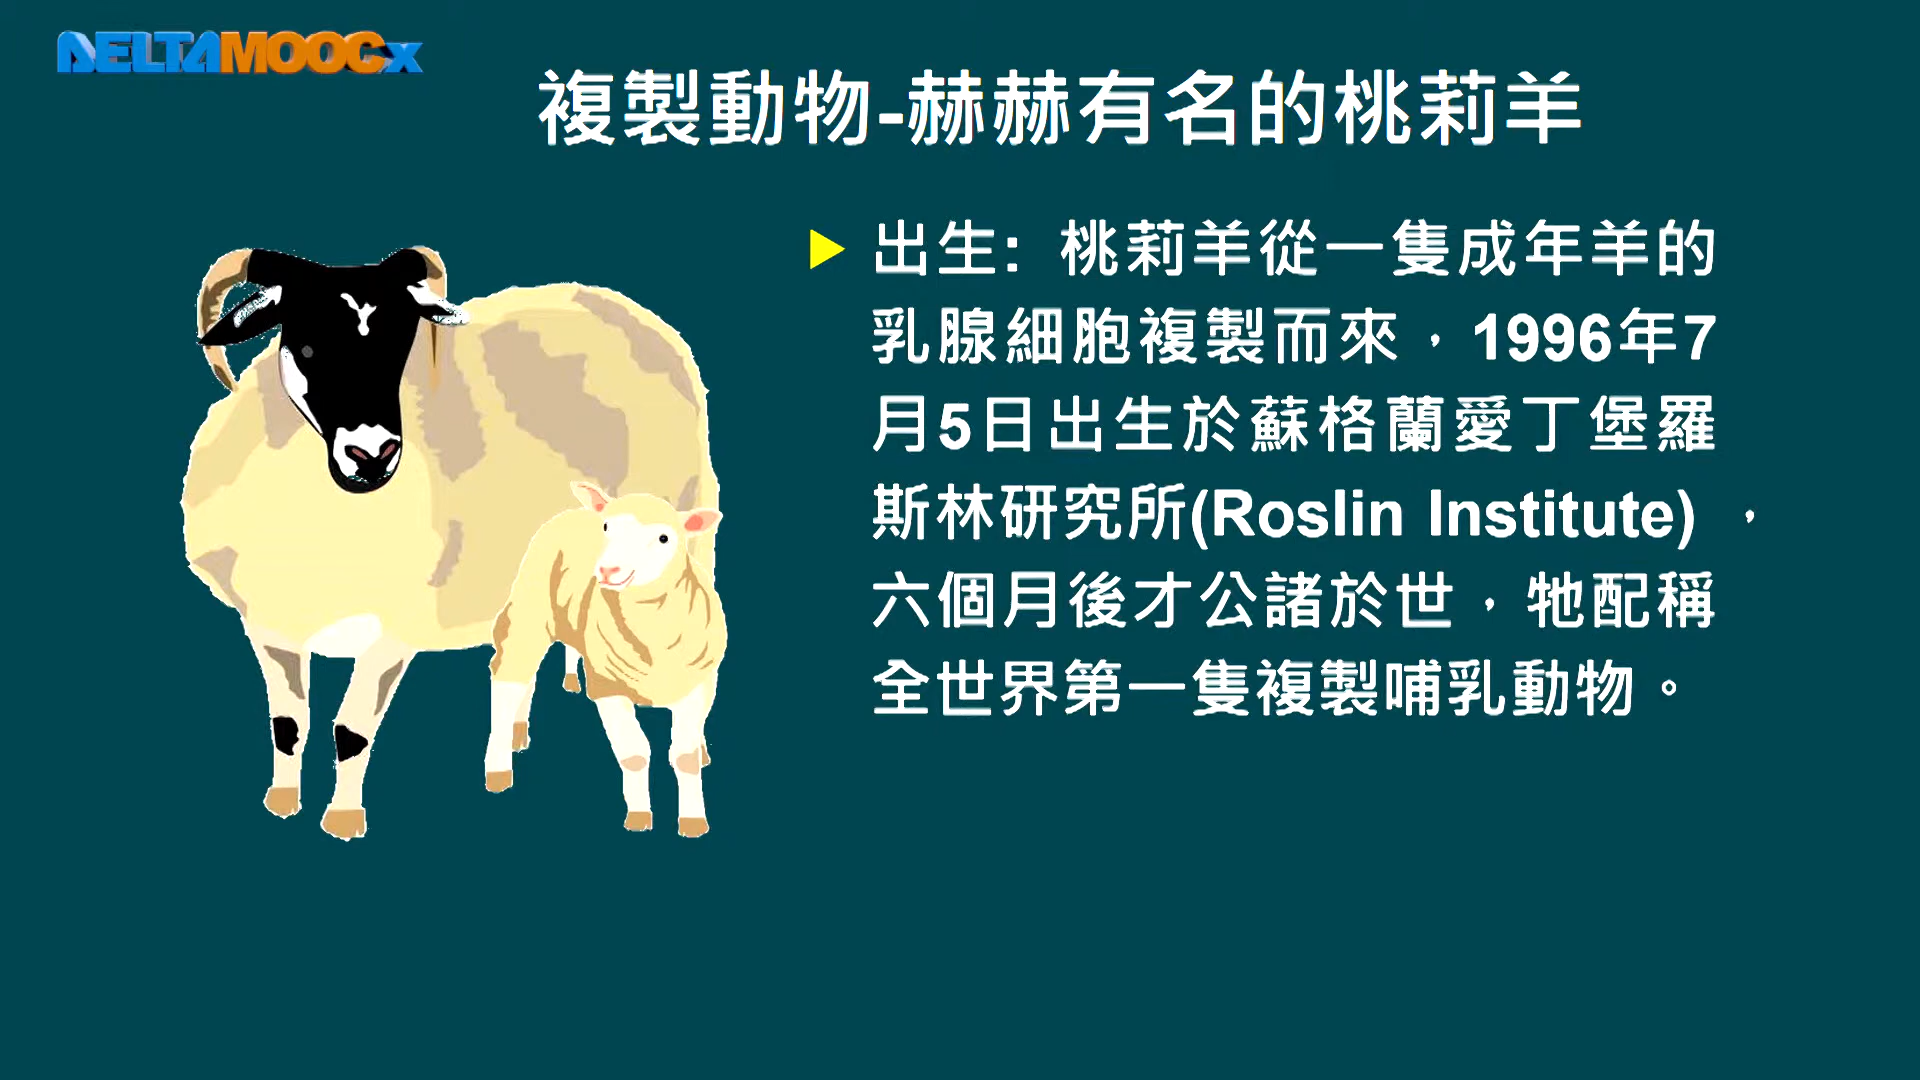 DELTAMOOCx
複製動物-赫赫有名的桃莉羊
出生: 桃莉羊從一隻成年羊的
乳腺細胞複製而來，1996年7
月5日出生於蘇格蘭愛丁堡羅
斯林研究所(Roslin Institute) ，
六個月後才公諸於世，牠配稱
全世界第一隻複製哺乳動物。